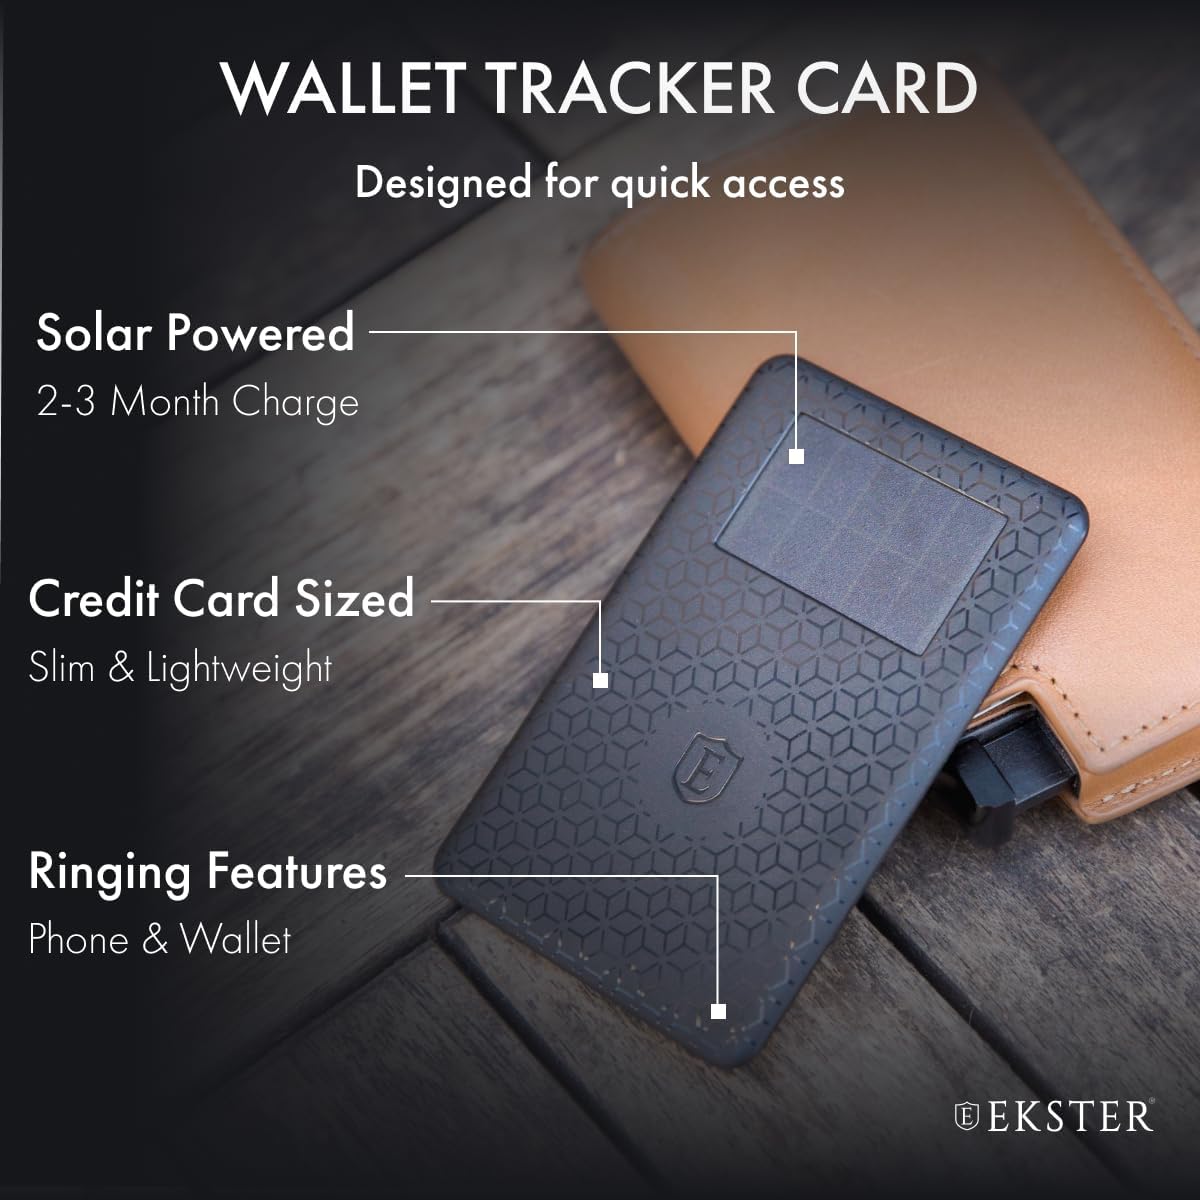 WALLET TRACKER CARD
Designed for quick access
Solar Powered
2-3 Month Charge
Credit Card Sized
Slim & Lightweight
Ringing Features
Phone & Wallet
E
E EKSTER®